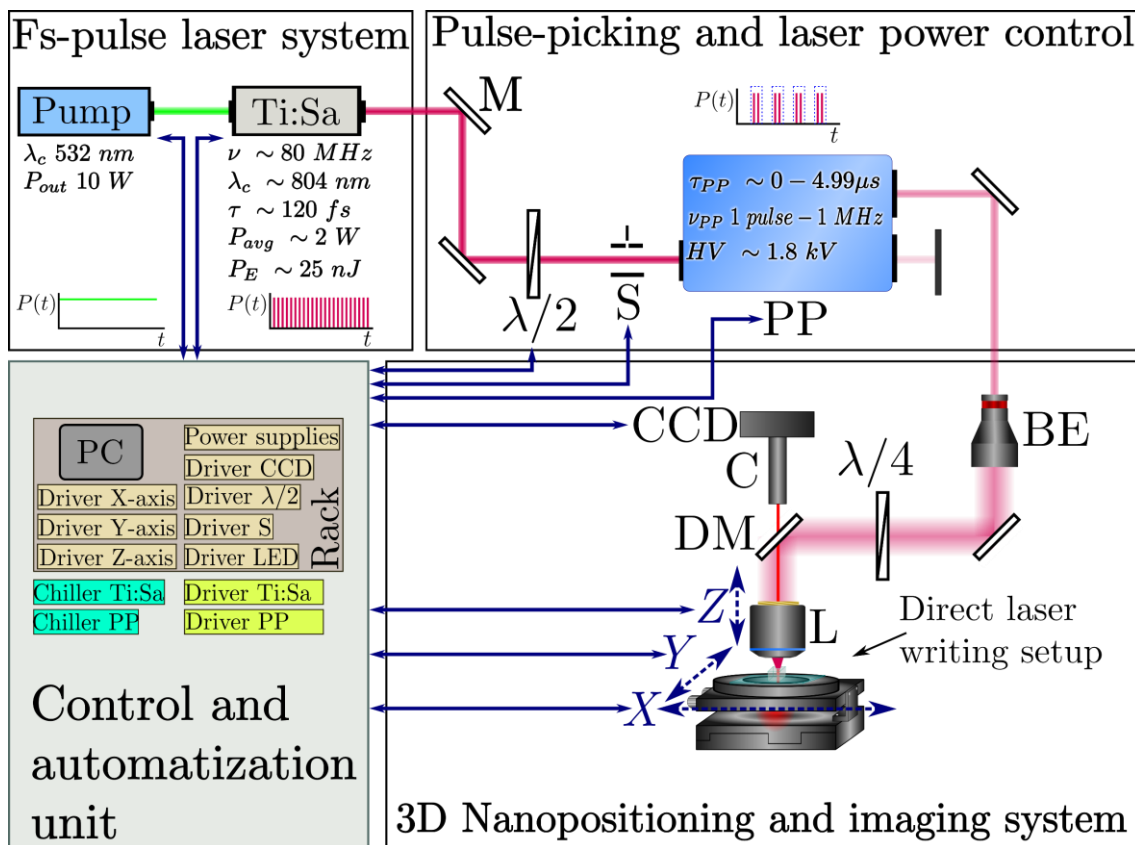 Fs-pulse laser system
Pump
Ti:Sa
λc 532 nm
Pout 10 W
ν ~ 80 MHz
λc ~ 804 nm
τ ~ 120 fs
Pavg ~ 2 W
PE ~ 25 nJ
P(t)
t
P(t)
t
Pulse-picking and laser power control
M
P(t)
t
τPP ~ 0 − 4.99μs
νPP 1 pulse − 1 MHz
HV ~ 1.8 kV
λ/2
S
PP
PC
Power supplies
Driver CCD
Driver X-axis
Driver λ/2
Driver Y-axis
Driver S
Driver Z-axis
Driver LED
Rack
Chiller Ti:Sa
Driver Ti:Sa
Chiller PP
Driver PP
Control and
automatization
unit
CCD
C
BE
λ/4
DM
Z
L
Y
X
Direct laser
writing setup
3D Nanopositioning and imaging system